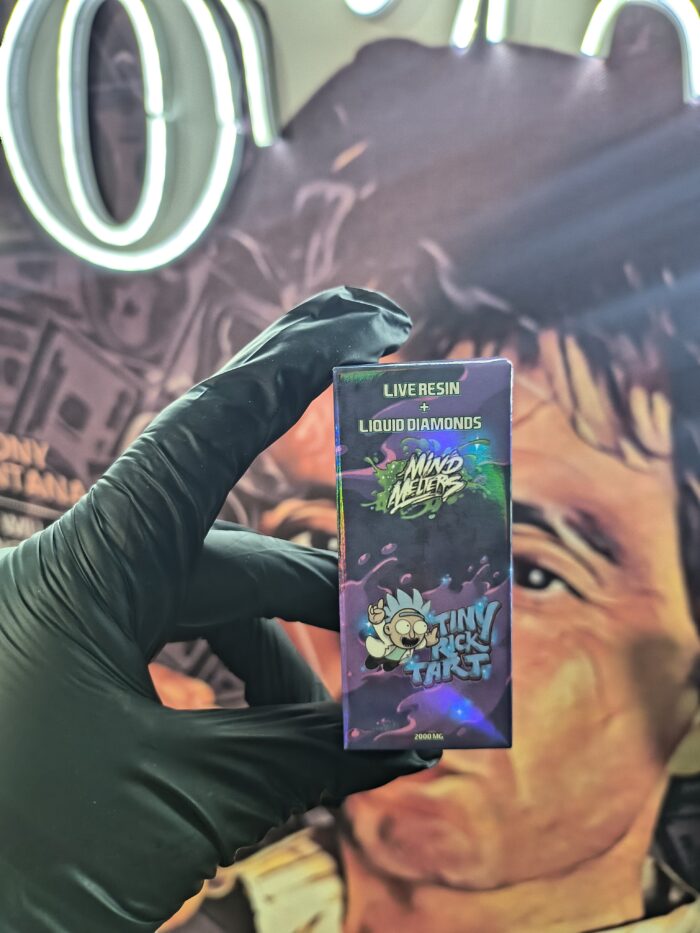 LIVE RESIN
+
LIQUID DIAMONDS
MIND
MELTERS
TINY
RICK
TART
2000 MG